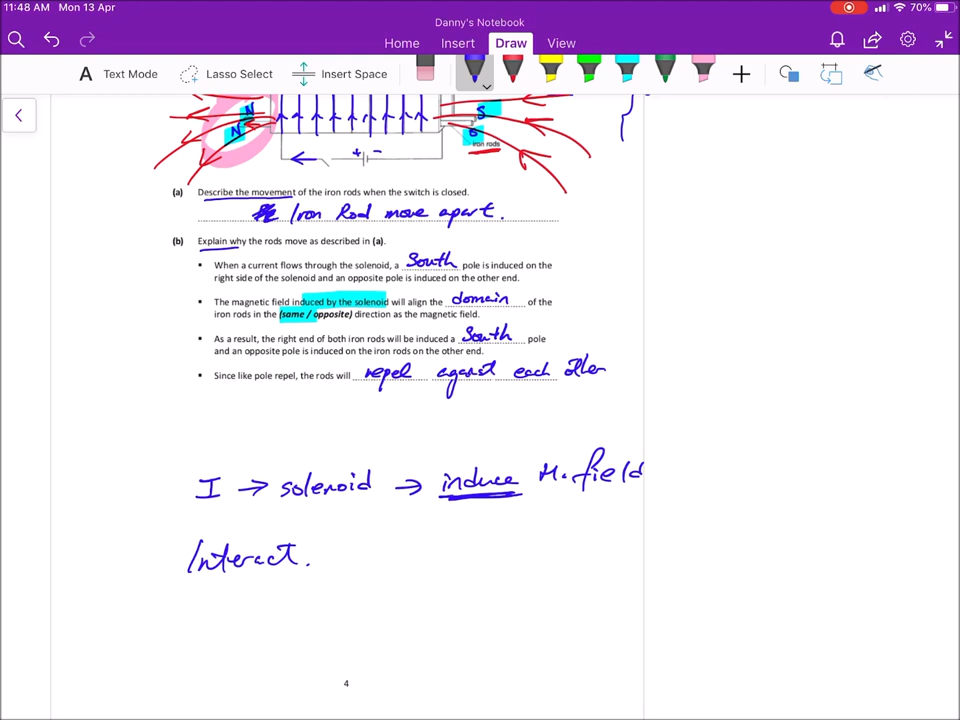 11:48 AM Mon 13 Apr
70%
Danny's Notebook
Home Insert Draw View
A Text Mode Lasso Select Insert Space
N S
N S
iron rods
+ -
(a) Describe the movement of the iron rods when the switch is closed.
Iron Rod move apart.
(b) Explain why the rods move as described in (a).
• When a current flows through the solenoid, a South pole is induced on the
right side of the solenoid and an opposite pole is induced on the other end.
• The magnetic field induced by the solenoid will align the domain of the
iron rods in the (same / opposite) direction as the magnetic field.
• As a result, the right end of both iron rods will be induced a South pole
and an opposite pole is induced on the iron rods on the other end.
• Since like pole repel, the rods will repel against each other
I → solenoid → induce M.field
Interact.
4